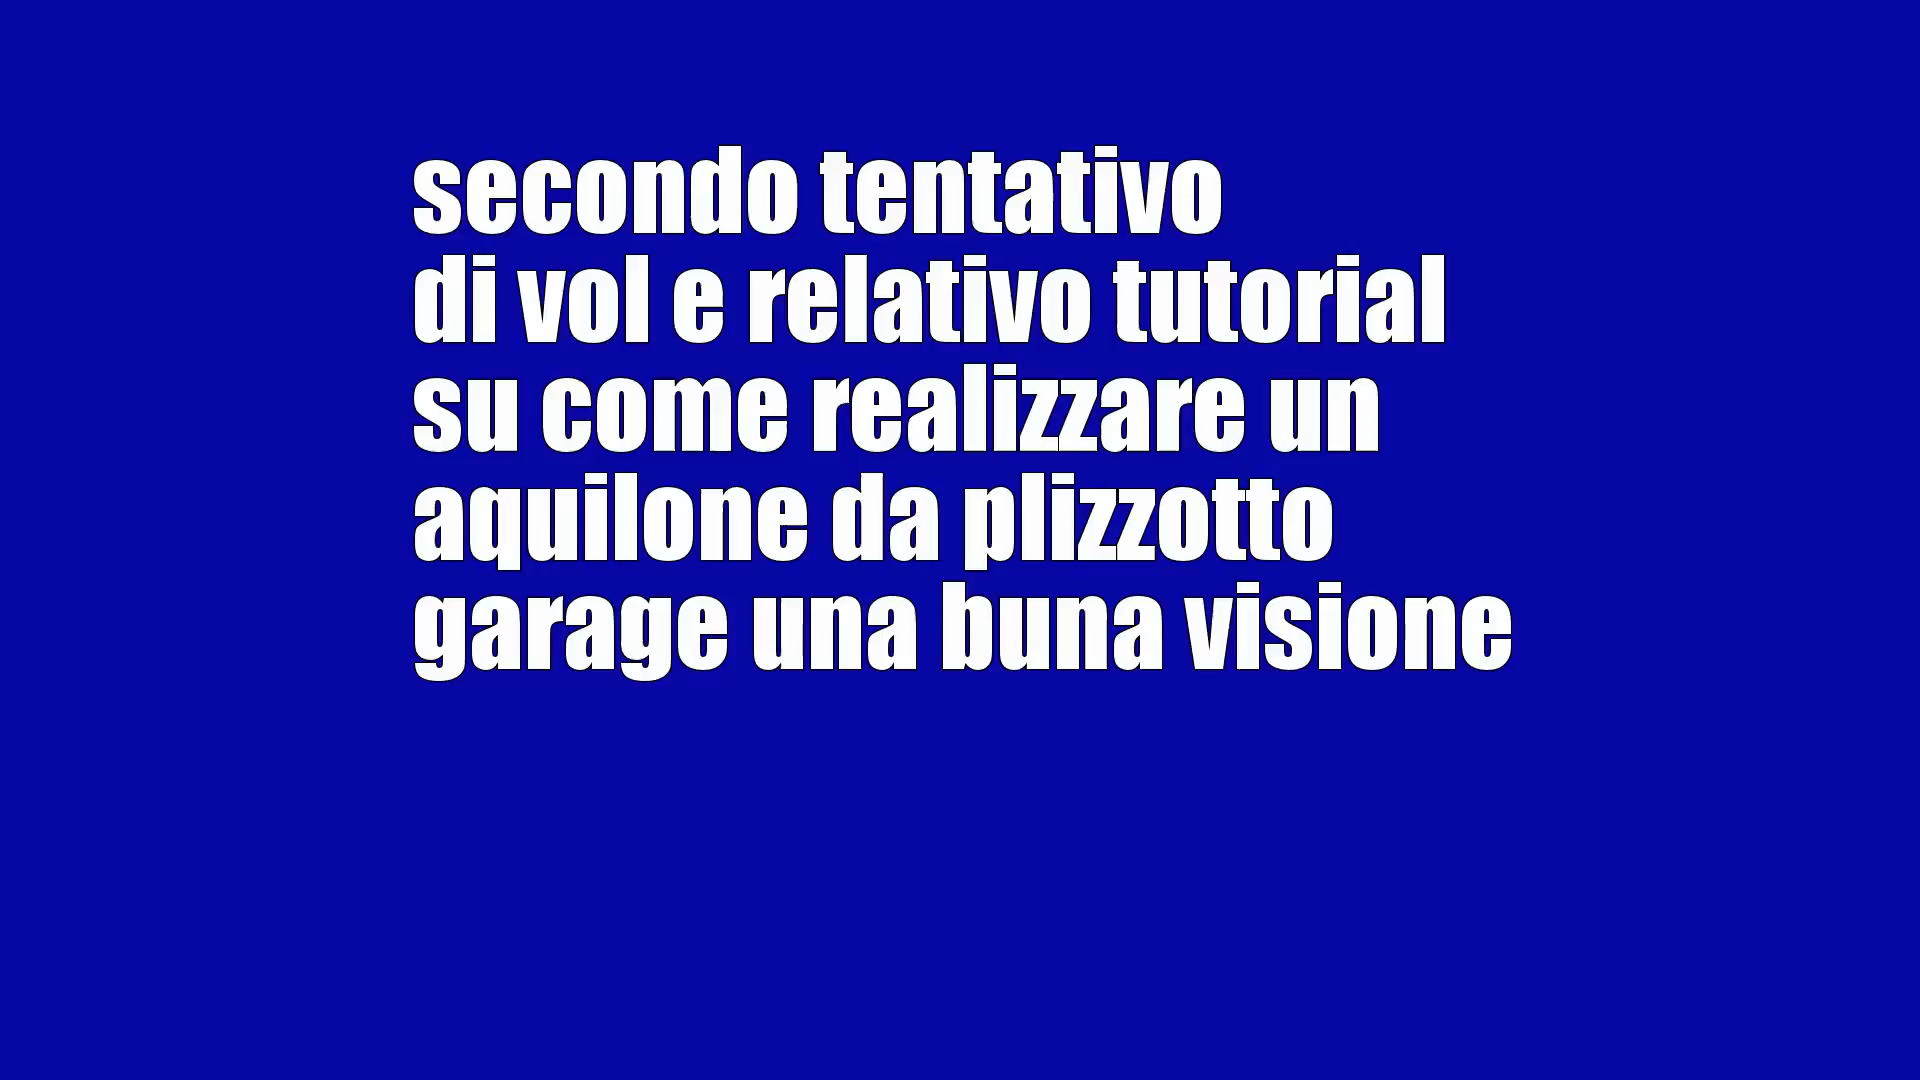 secondo tentativo
di vol e relativo tutorial
su come realizzare un
aquilone da plizzotto
garage una buna visione